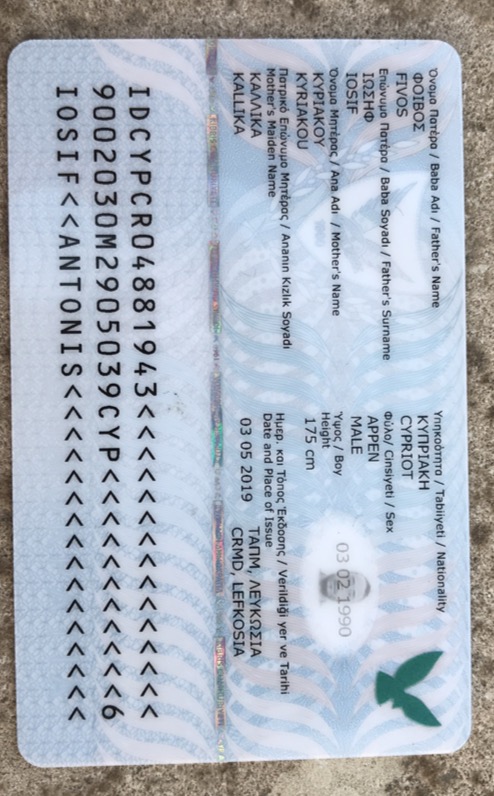 Όνομα Πατέρα / Baba Adı / Father's Name
ΦΟΙΒΟΣ
FIVOS
Επώνυμο Πατέρα / Baba Soyadı / Father's Surname
ΙΩΣΗΦ
IOSIF
Όνομα Μητέρας / Ana Adı / Mother's Name
ΚΥΡΙΑΚΟΥ
KYRIAKOU
Πατρικό Επώνυμο Μητέρας / Ananın Kızlık Soyadı
Mother's Maiden Name
ΚΑΛΛΙΚΑ
KALLIKA
Υπηκοότητα / Tabiiyeti / Nationality
ΚΥΠΡΙΑΚΗ
CYPRIOT
Φύλο/ Cinsiyeti / Sex
ΑΡΡΕΝ
MALE
Ύψος / Boy
Height
175 cm
03 02 1990
Ημερ. και Τόπος Έκδοσης / Verildiği yer ve Tarihi
Date and Place of Issue
03 05 2019
ΤΑΠΜ, ΛΕΥΚΩΣΙΑ
CRMD, LEFKOSIA
IDCYPCR04881943<<<<<<<<<<<<<<<
9002030M2905039CYP<<<<<<<<<<<6
IOSIF<<ANTONIS<<<<<<<<<<<<<<<<